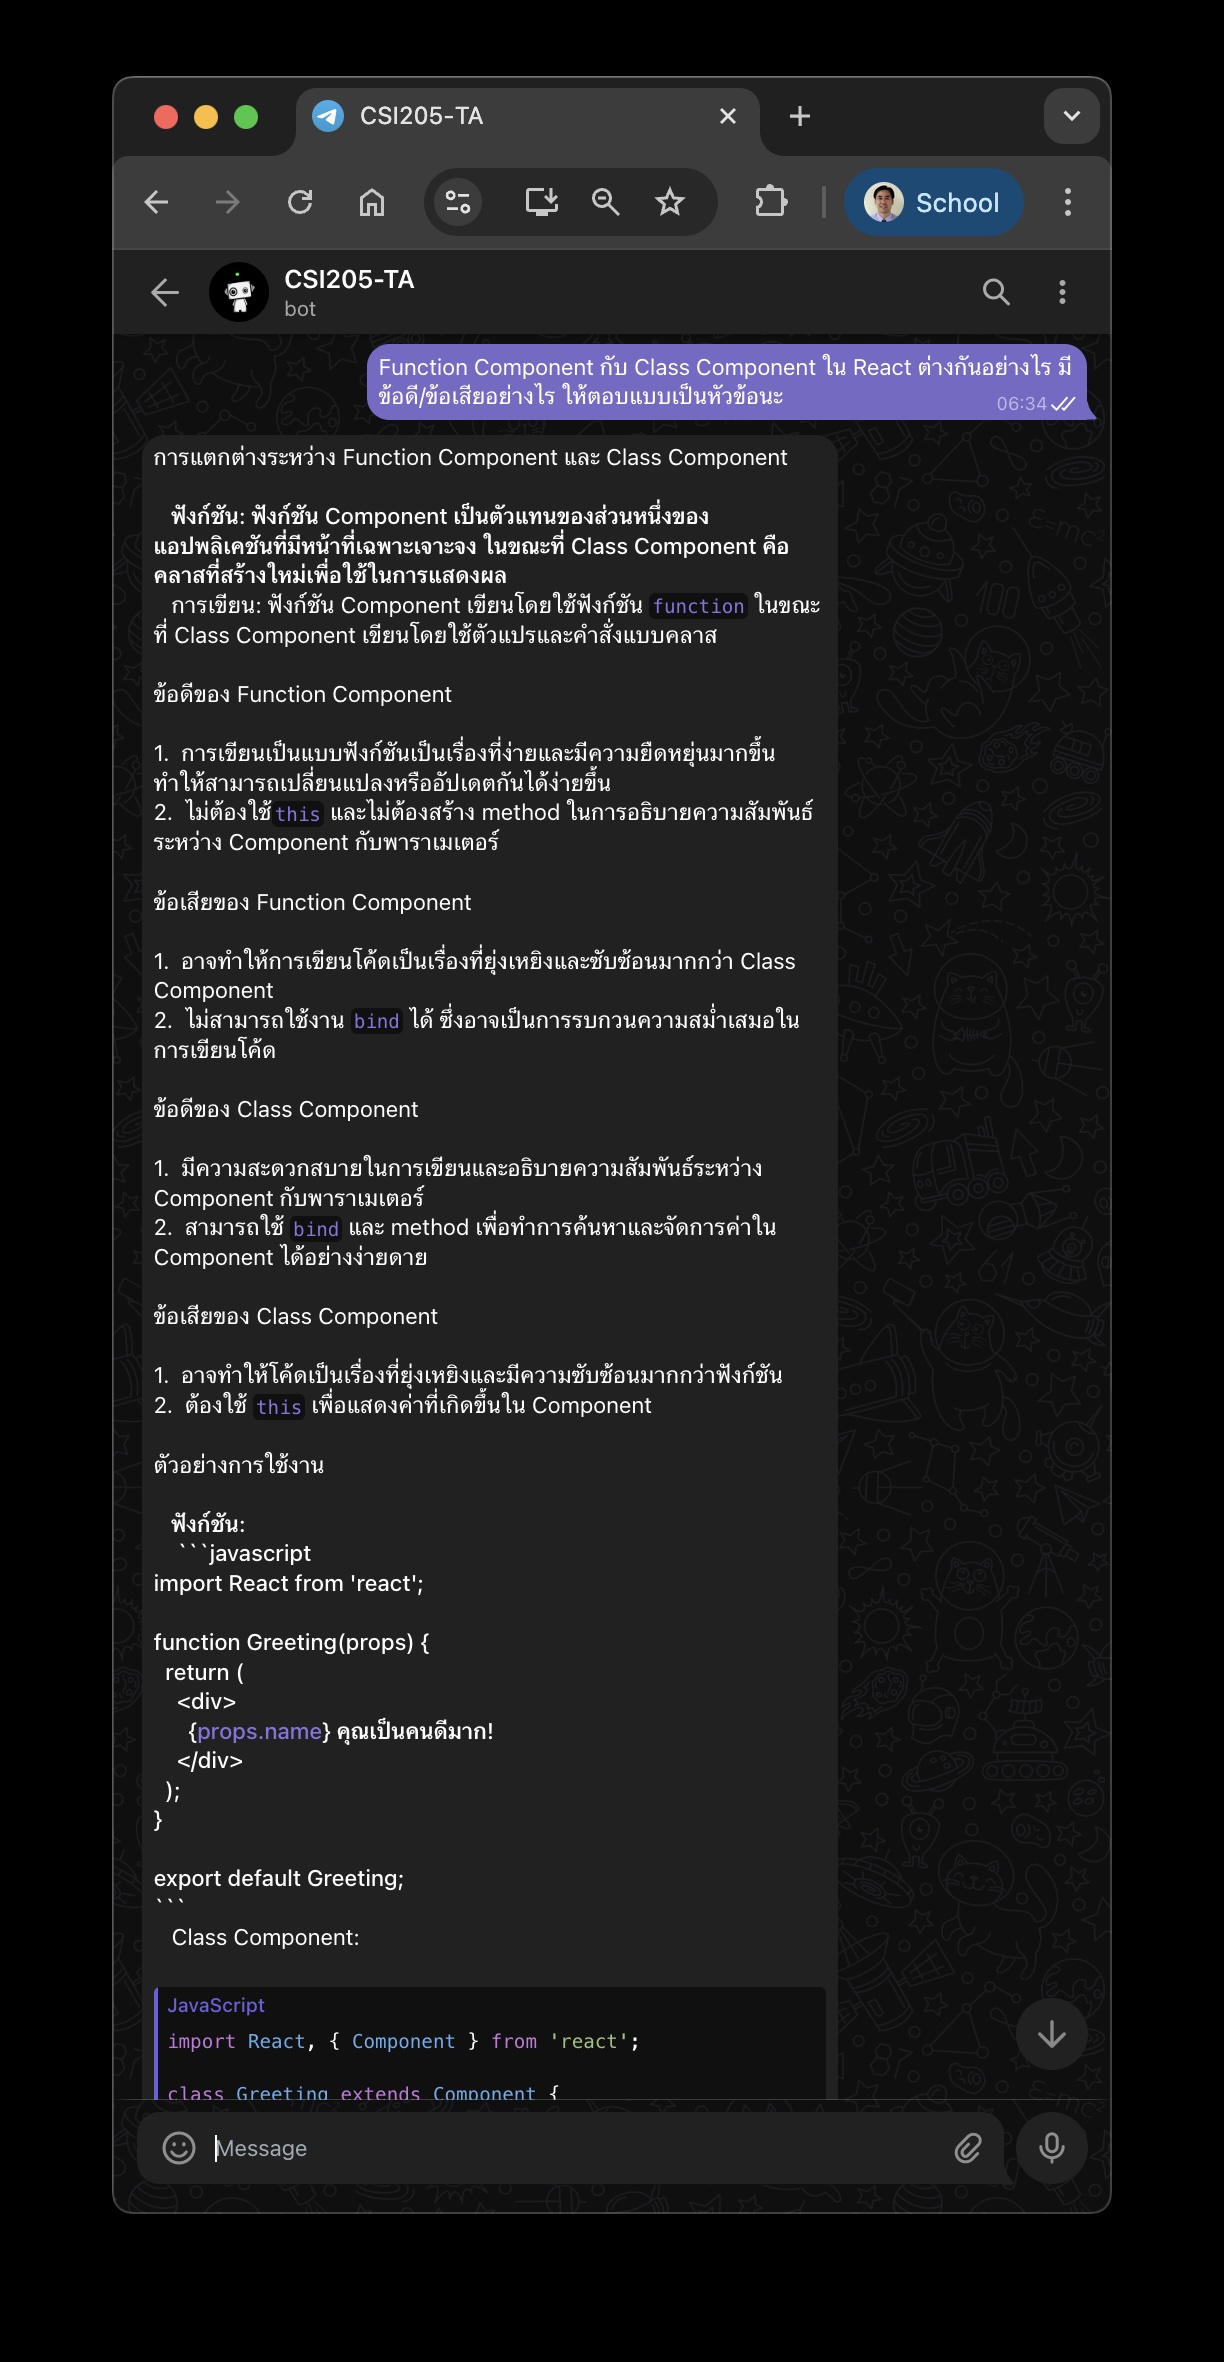 CSI205-TA
School
CSI205-TA
bot
Function Component กับ Class Component ใน React ต่างกันอย่างไร มี
ข้อดี/ข้อเสียอย่างไร ให้ตอบแบบเป็นหัวข้อนะ
06:34
การแตกต่างระหว่าง Function Component และ Class Component
ฟังก์ชัน: ฟังก์ชัน Component เป็นตัวแทนของส่วนหนึ่งของ
แอปพลิเคชันที่มีหน้าที่เฉพาะเจาะจง ในขณะที่ Class Component คือ
คลาสที่สร้างใหม่เพื่อใช้ในการแสดงผล
การเขียน: ฟังก์ชัน Component เขียนโดยใช้ฟังก์ชัน function ในขณะ
ที่ Class Component เขียนโดยใช้ตัวแปรและคำสั่งแบบคลาส
ข้อดีของ Function Component
1. การเขียนเป็นแบบฟังก์ชันเป็นเรื่องที่ง่ายและมีความยืดหยุ่นมากขึ้น
ทำให้สามารถเปลี่ยนแปลงหรืออัปเดตกันได้ง่ายขึ้น
2. ไม่ต้องใช้this และไม่ต้องสร้าง method ในการอธิบายความสัมพันธ์
ระหว่าง Component กับพาราเมเตอร์
ข้อเสียของ Function Component
1. อาจทำให้การเขียนโค้ดเป็นเรื่องที่ยุ่งเหยิงและซับซ้อนมากกว่า Class
Component
2. ไม่สามารถใช้งาน bind ได้ ซึ่งอาจเป็นการรบกวนความสม่ำเสมอใน
การเขียนโค้ด
ข้อดีของ Class Component
1. มีความสะดวกสบายในการเขียนและอธิบายความสัมพันธ์ระหว่าง
Component กับพาราเมเตอร์
2. สามารถใช้ bind และ method เพื่อทำการค้นหาและจัดการค่าใน
Component ได้อย่างง่ายดาย
ข้อเสียของ Class Component
1. อาจทำให้โค้ดเป็นเรื่องที่ยุ่งเหยิงและมีความซับซ้อนมากกว่าฟังก์ชัน
2. ต้องใช้ this เพื่อแสดงค่าที่เกิดขึ้นใน Component
ตัวอย่างการใช้งาน
ฟังก์ชัน:
```javascript
import React from 'react';
function Greeting(props) {
return (
<div>
{props.name} คุณเป็นคนดีมาก!
</div>
);
}
export default Greeting;
```
Class Component:
JavaScript
import React, { Component } from 'react';
class Greeting extends Component {
Message